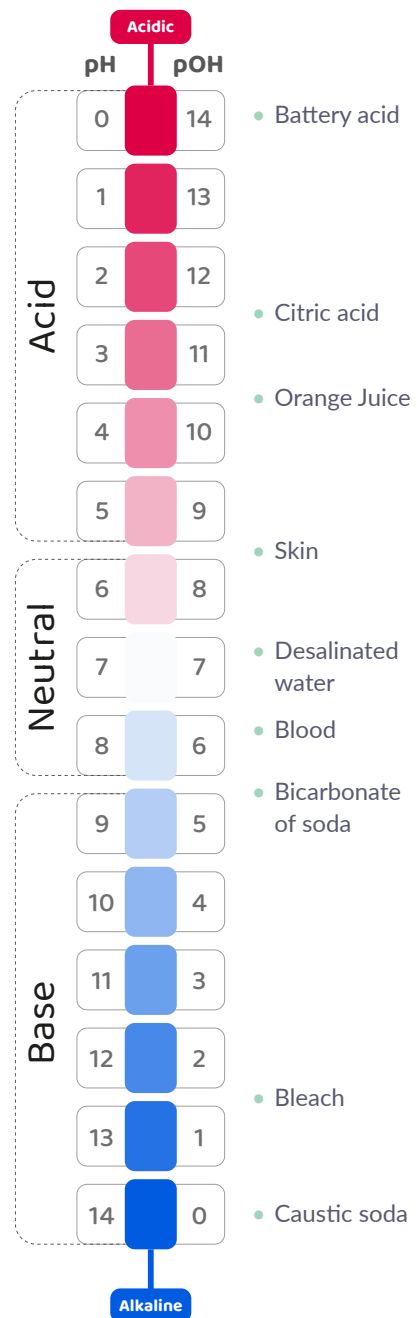 Acidic
pH pOH
0 14 Battery acid
1 13
2 12
Citric acid
Acid
3 11
Orange Juice
4 10
5 9
Skin
6 8
Neutral
7 7
Desalinated
water
Blood
8 6
Bicarbonate
of soda
9 5
10 4
11 3
Base
12 2
Bleach
13 1
14 0 Caustic soda
Alkaline